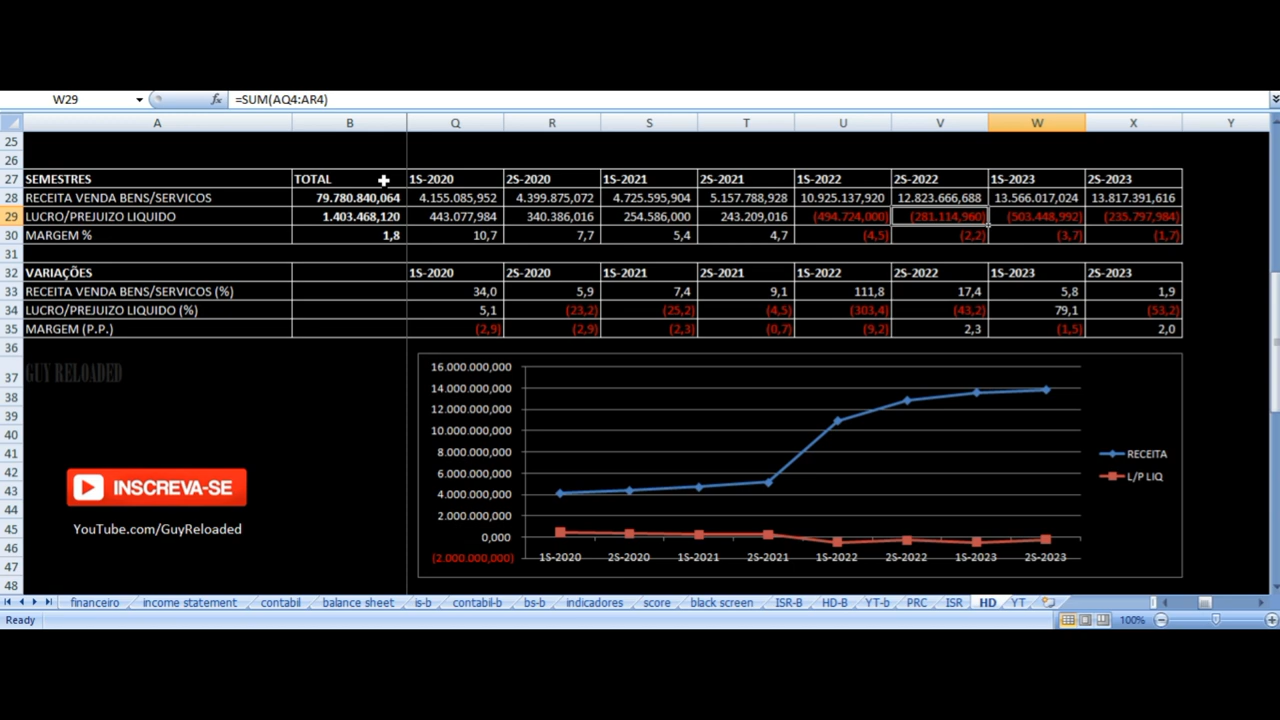 W29 fx =SUM(AQ4:AR4)
A B Q R S T U V W X Y
25
26
27 SEMESTRES TOTAL 1S-2020 2S-2020 1S-2021 2S-2021 1S-2022 2S-2022 1S-2023 2S-2023
28 RECEITA VENDA BENS/SERVICOS 79.780.840,064 4.155.085,952 4.399.875,072 4.725.595,904 5.157.788,928 10.925.137,920 12.823.666,688 13.566.017,024 13.817.391,616
29 LUCRO/PREJUIZO LIQUIDO 1.403.468,120 443.077,984 340.386,016 254.586,000 243.209,016 (494.724,000) (281.114,960) (503.448,992) (235.797,984)
30 MARGEM % 1,8 10,7 7,7 5,4 4,7 (4,5) (2,2) (3,7) (1,7)
31
32 VARIAÇÕES 1S-2020 2S-2020 1S-2021 2S-2021 1S-2022 2S-2022 1S-2023 2S-2023
33 RECEITA VENDA BENS/SERVICOS (%) 34,0 5,9 7,4 9,1 111,8 17,4 5,8 1,9
34 LUCRO/PREJUIZO LIQUIDO (%) 5,1 (23,2) (25,2) (4,5) (303,4) (43,2) 79,1 (53,2)
35 MARGEM (P.P.) (2,9) (2,9) (2,3) (0,7) (9,2) 2,3 (1,5) 2,0
36
37 GUY RELOADED
38
39
40
41
42
43
44
45
46
47
48
INSCREVA-SE
YouTube.com/GuyReloaded
16.000.000,000
14.000.000,000
12.000.000,000
10.000.000,000
8.000.000,000
6.000.000,000
4.000.000,000
2.000.000,000
0,000
(2.000.000,000)
1S-2020 2S-2020 1S-2021 2S-2021 1S-2022 2S-2022 1S-2023 2S-2023
RECEITA
L/P LIQ
financeiro income statement contabil balance sheet is-b contabil-b bs-b indicadores score black screen ISR-B HD-B YT-b PRC ISR HD YT
Ready 100%